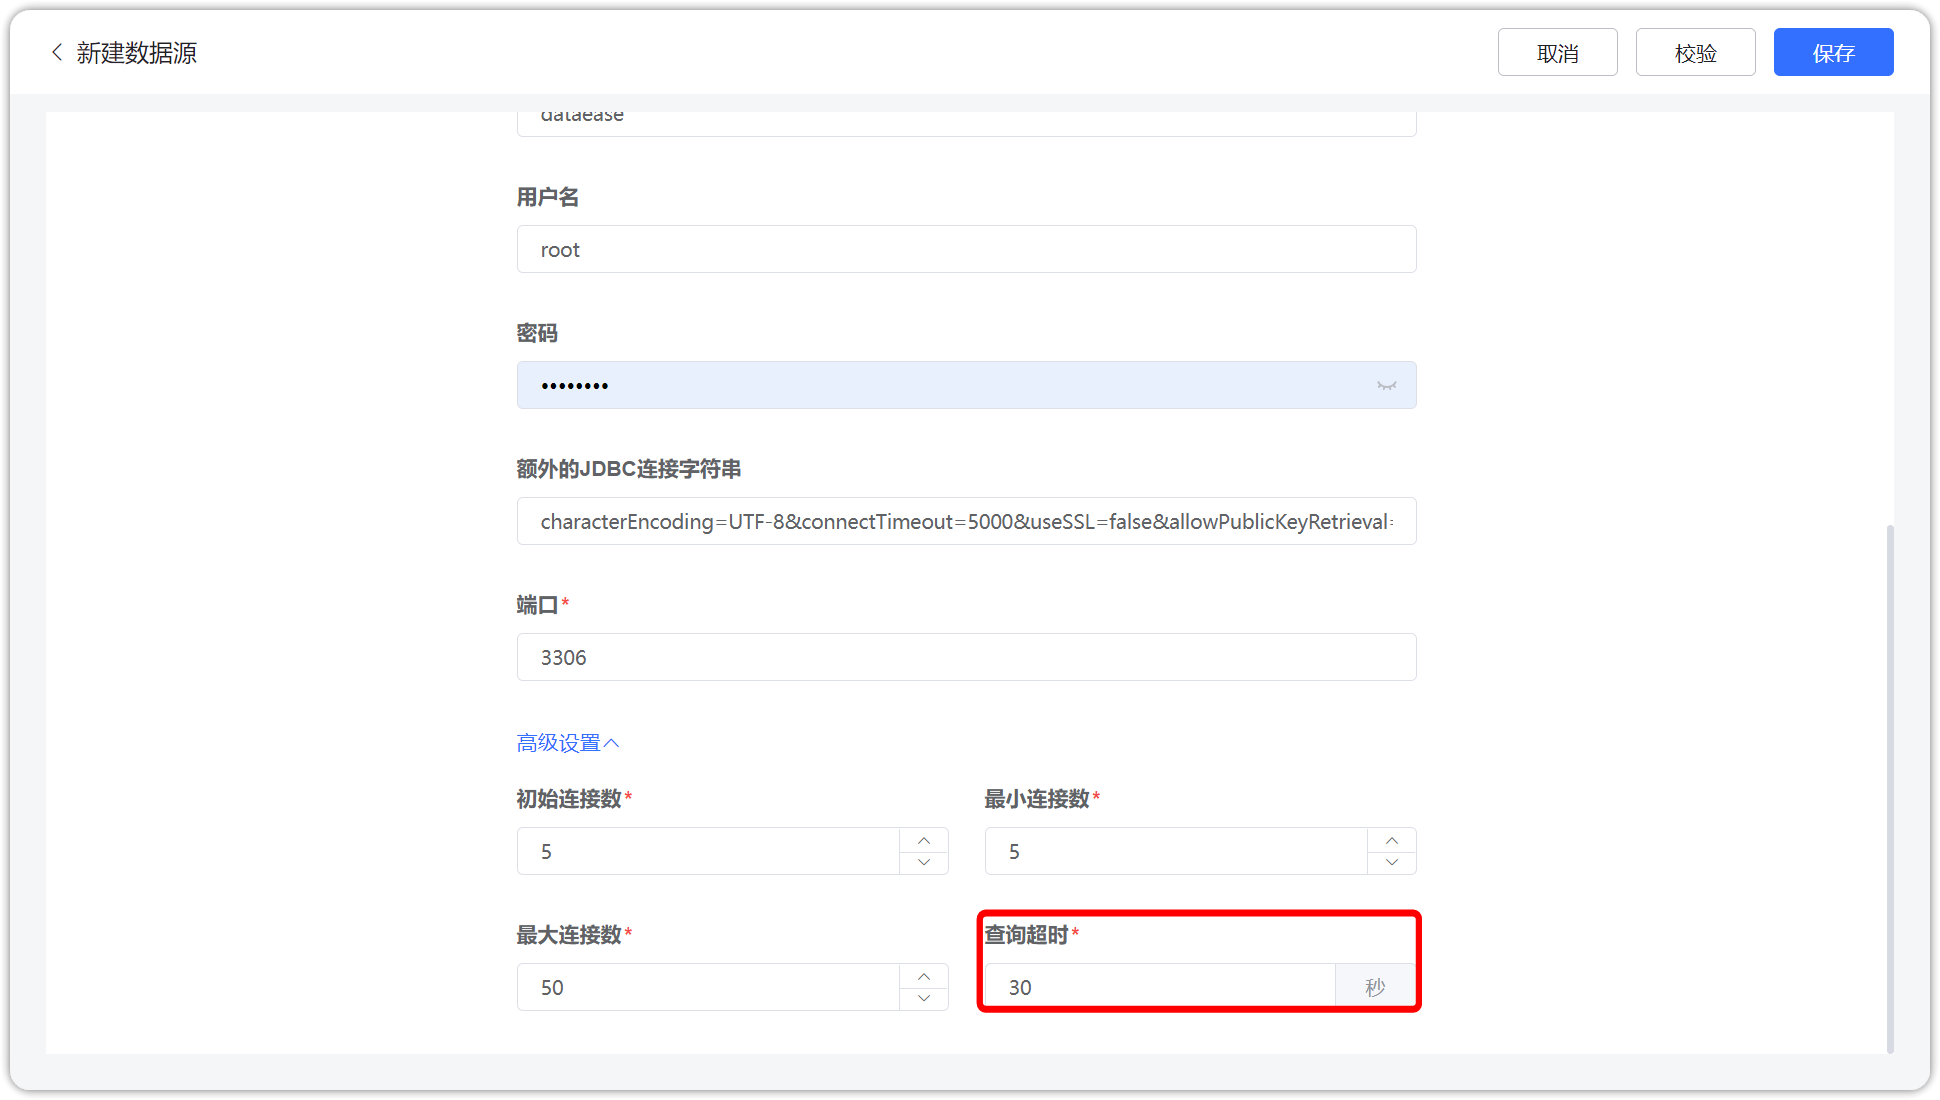 新建数据源
取消
校验
保存
dataease
用户名
root
密码
••••••••
额外的JDBC连接字符串
characterEncoding=UTF-8&connectTimeout=5000&useSSL=false&allowPublicKeyRetrieval=
端口*
3306
高级设置
初始连接数*
最小连接数*
5
5
最大连接数*
查询超时*
50
30
秒